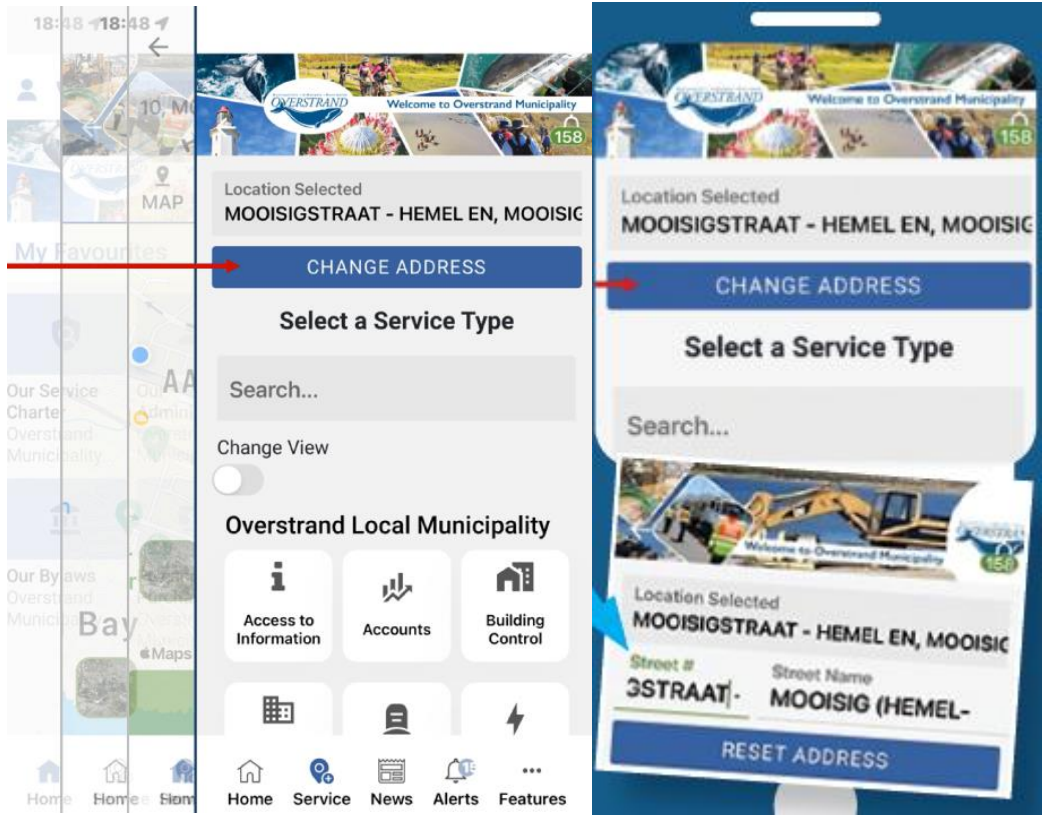 18:48 18:48
10, MO
MAP
My Favourites
Our Service
Charter
Overstrand
Municipality
AA
Our Bylaws
Overstrand
Bay
Maps
Home Home
OVERSTRAND
Welcome to Overstrand Municipality
158
Location Selected
MOOISIGSTRAAT - HEMEL EN, MOOISIG
CHANGE ADDRESS
Select a Service Type
Search...
Change View
Overstrand Local Municipality
Access to
Information
Accounts
Building
Control
Home Service News Alerts Features
OVERSTRAND
Welcome to Overstrand Municipality
158
Location Selected
MOOISIGSTRAAT - HEMEL EN, MOOISIG
CHANGE ADDRESS
Select a Service Type
Search...
Welcome to Overstrand Municipality
158
Location Selected
MOOISIGSTRAAT - HEMEL EN, MOOISIG
Street # Street Name
GSTRAAT - MOOISIG (HEMEL-
RESET ADDRESS